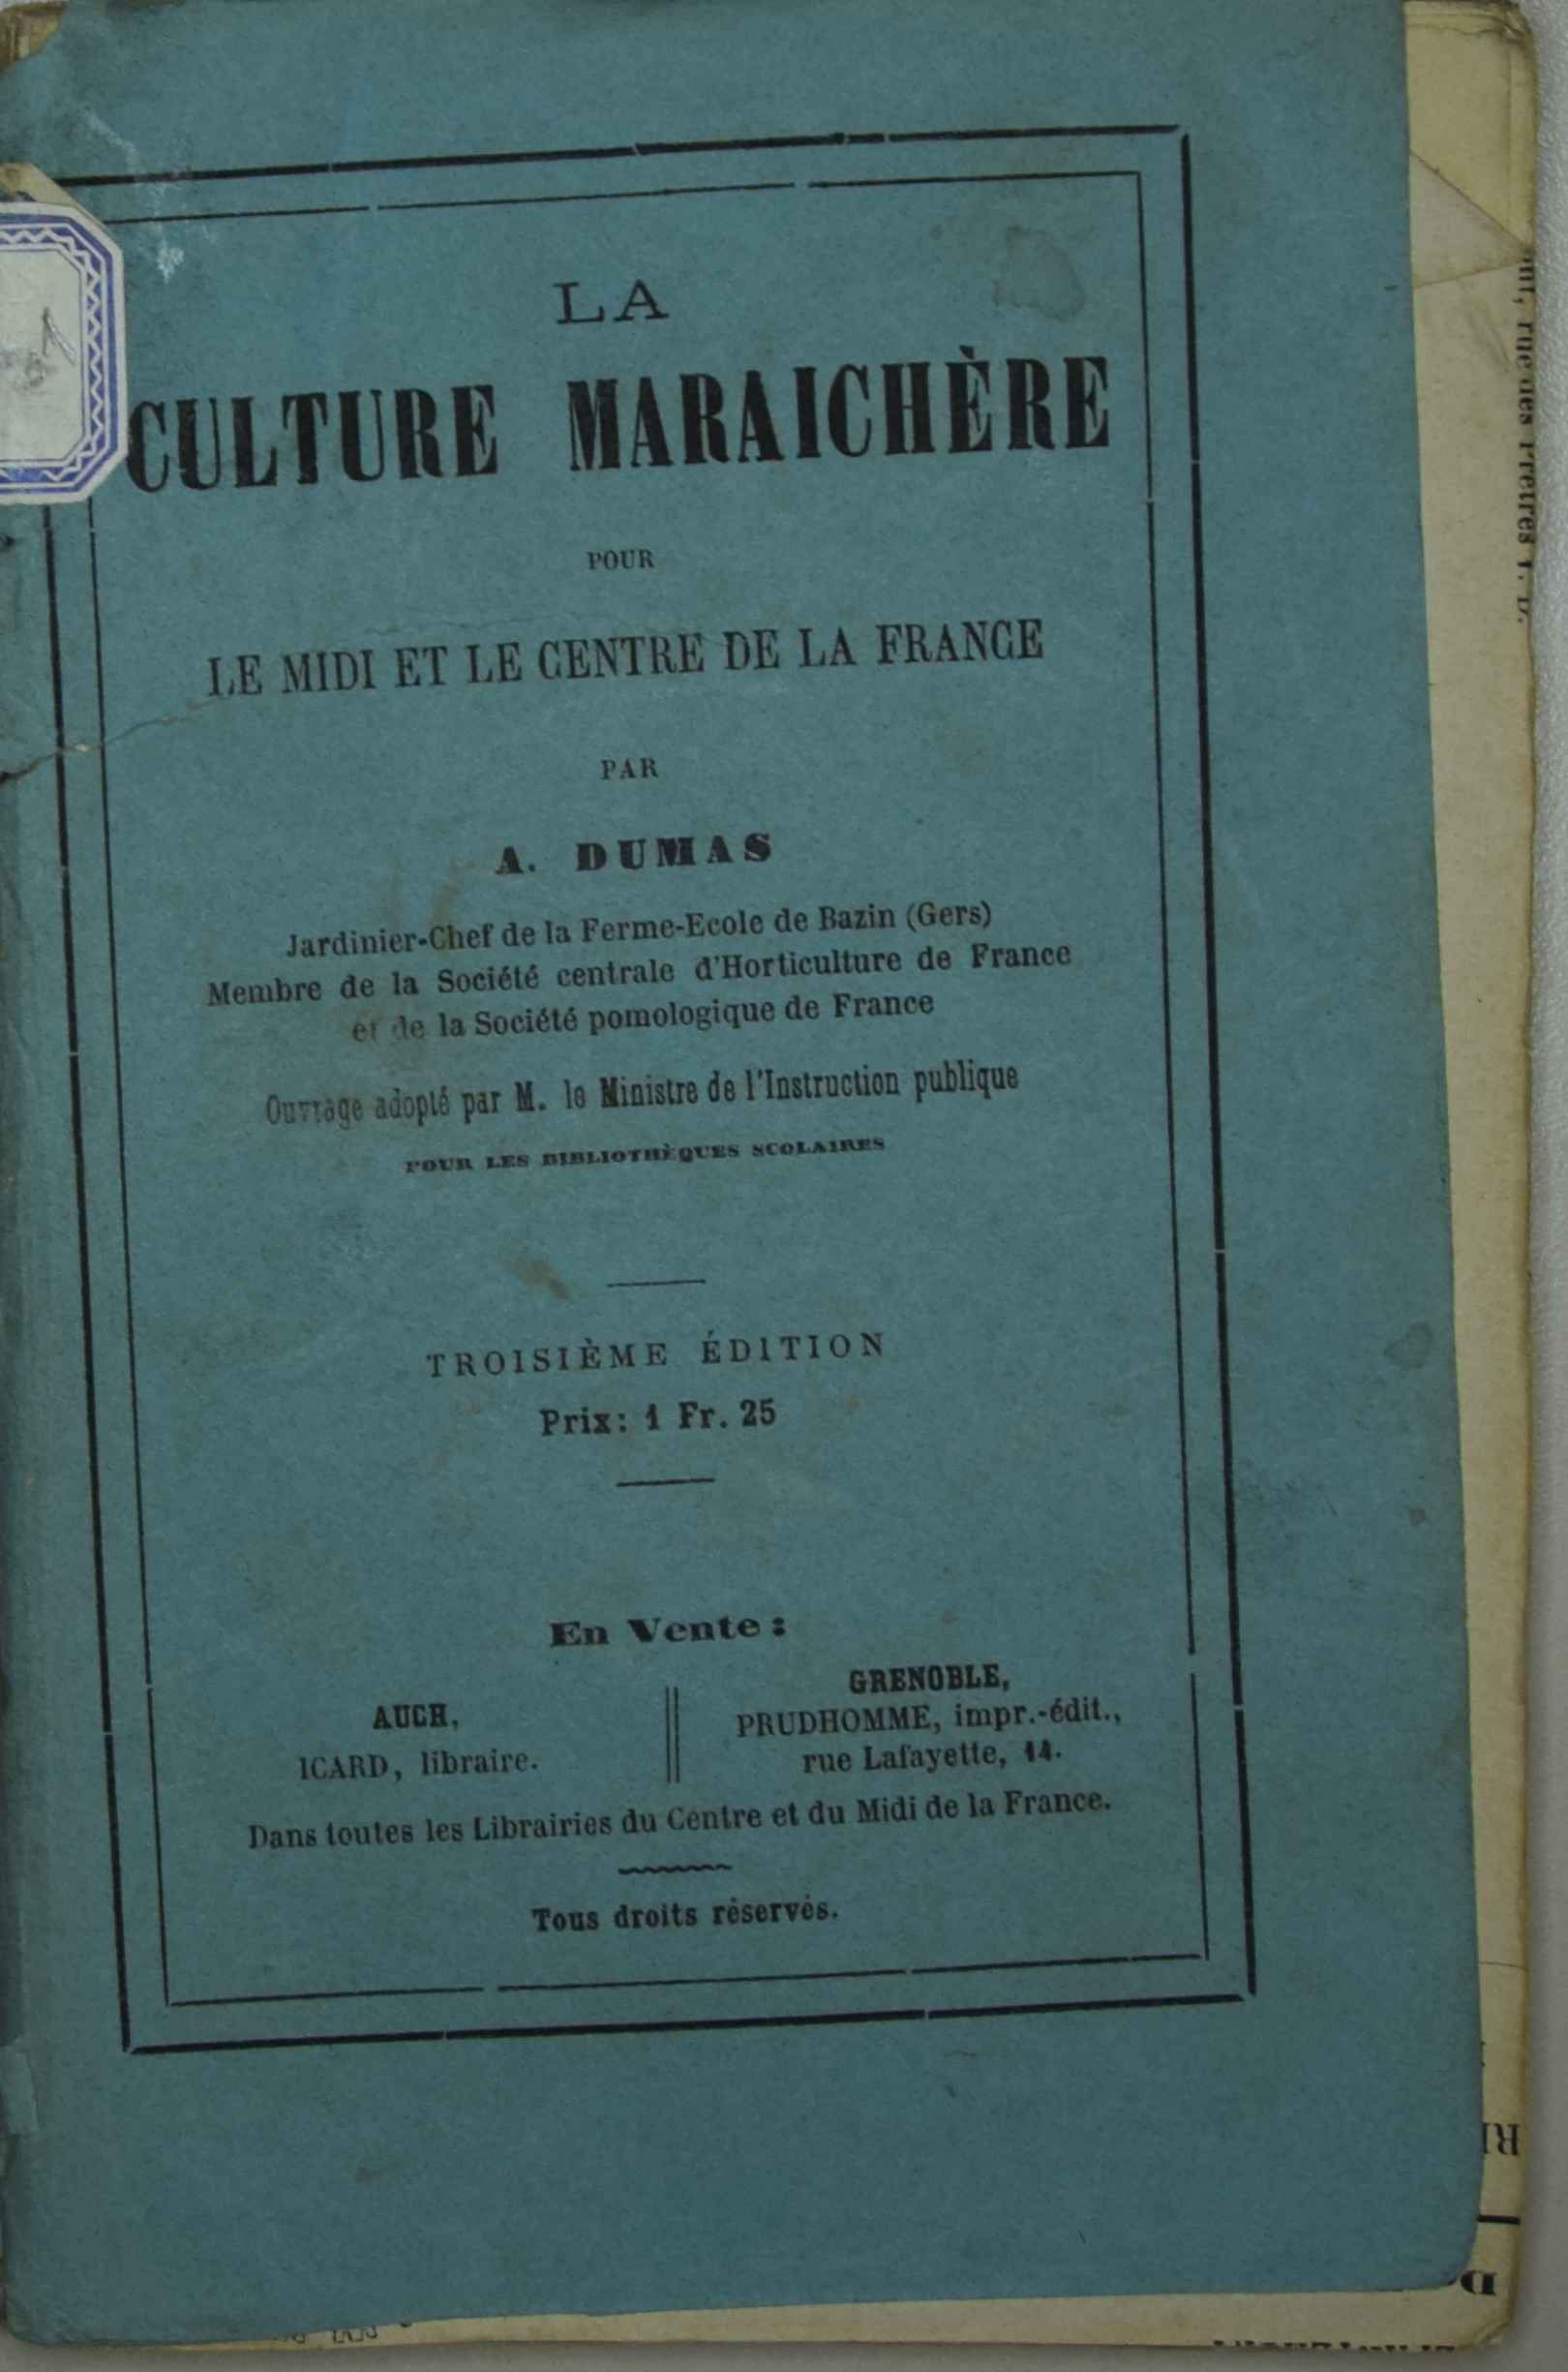 LA
CULTURE MARAICHÈRE
POUR
LE MIDI ET LE CENTRE DE LA FRANCE
PAR
A. DUMAS
Jardinier-Chef de la Ferme-Ecole de Bazin (Gers)
Membre de la Société centrale d'Horticulture de France
et de la Société pomologique de France
Ouvrage adopté par M. le Ministre de l'Instruction publique
POUR LES BIBLIOTHÈQUES SCOLAIRES
TROISIÈME ÉDITION
Prix: 1 Fr. 25
En Vente:
AUCH,
ICARD, libraire.
GRENOBLE,
PRUDHOMME, impr.-édit.,
rue Lafayette, 14.
Dans toutes les Librairies du Centre et du Midi de la France.
Tous droits réservés.
rue des